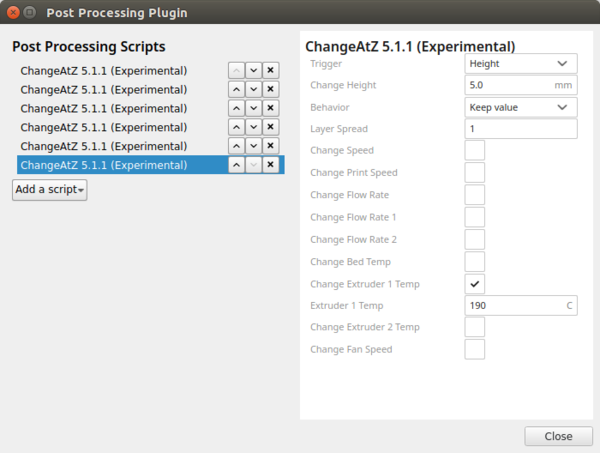 Post Processing Plugin
Post Processing Scripts
ChangeAtZ 5.1.1 (Experimental)
ChangeAtZ 5.1.1 (Experimental)
ChangeAtZ 5.1.1 (Experimental)
ChangeAtZ 5.1.1 (Experimental)
ChangeAtZ 5.1.1 (Experimental)
ChangeAtZ 5.1.1 (Experimental)
Add a script
ChangeAtZ 5.1.1 (Experimental)
Trigger Height
Change Height 5.0 mm
Behavior Keep value
Layer Spread 1
Change Speed
Change Print Speed
Change Flow Rate
Change Flow Rate 1
Change Flow Rate 2
Change Bed Temp
Change Extruder 1 Temp
Extruder 1 Temp 190 C
Change Extruder 2 Temp
Change Fan Speed
Close